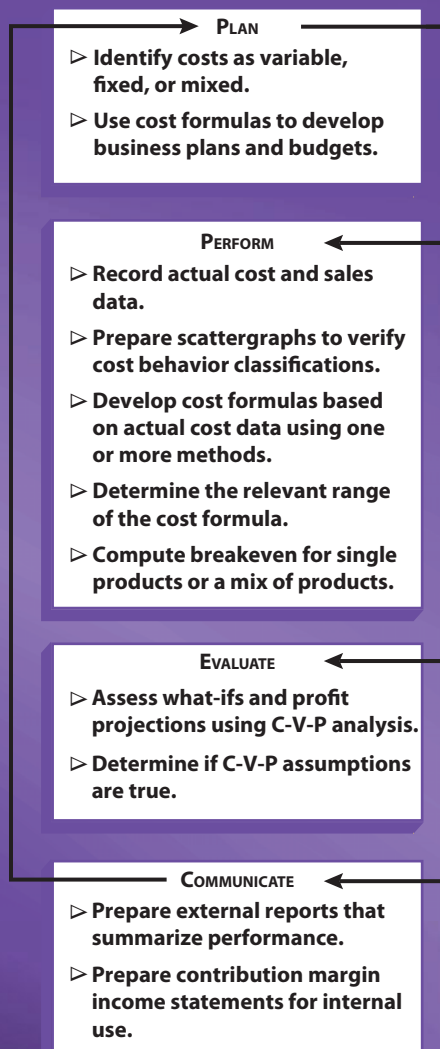 PLAN
▷ Identify costs as variable,
fixed, or mixed.
▷ Use cost formulas to develop
business plans and budgets.
PERFORM
▷ Record actual cost and sales
data.
▷ Prepare scattergraphs to verify
cost behavior classifications.
▷ Develop cost formulas based
on actual cost data using one
or more methods.
▷ Determine the relevant range
of the cost formula.
▷ Compute breakeven for single
products or a mix of products.
EVALUATE
▷ Assess what-ifs and profit
projections using C-V-P analysis.
▷ Determine if C-V-P assumptions
are true.
COMMUNICATE
▷ Prepare external reports that
summarize performance.
▷ Prepare contribution margin
income statements for internal
use.